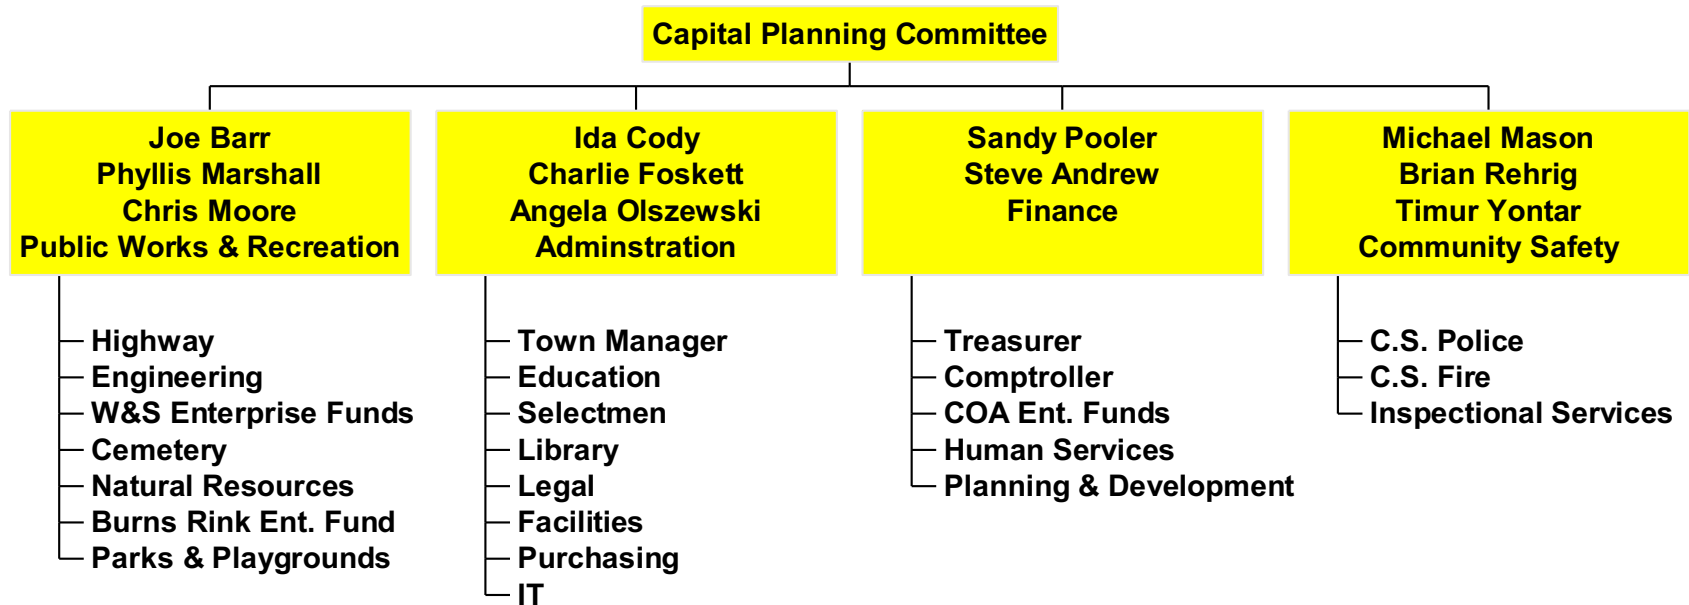 Capital Planning Committee
Joe Barr
Phyllis Marshall
Chris Moore
Public Works & Recreation
Highway
Engineering
W&S Enterprise Funds
Cemetery
Natural Resources
Burns Rink Ent. Fund
Parks & Playgrounds
Ida Cody
Charlie Foskett
Angela Olszewski
Adminstration
Town Manager
Education
Selectmen
Library
Legal
Facilities
Purchasing
IT
Sandy Pooler
Steve Andrew
Finance
Treasurer
Comptroller
COA Ent. Funds
Human Services
Planning & Development
Michael Mason
Brian Rehrig
Timur Yontar
Community Safety
C.S. Police
C.S. Fire
Inspectional Services